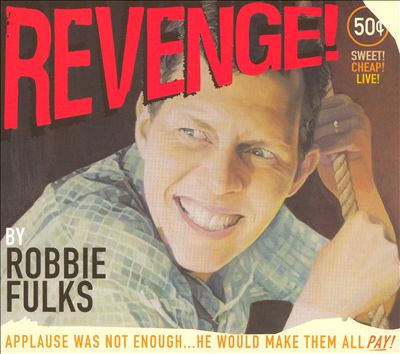 REVENGE!
50¢
SWEET!
CHEAP!
LIVE!
BY
ROBBIE
FULKS
APPLAUSE WAS NOT ENOUGH...HE WOULD MAKE THEM ALL PAY!